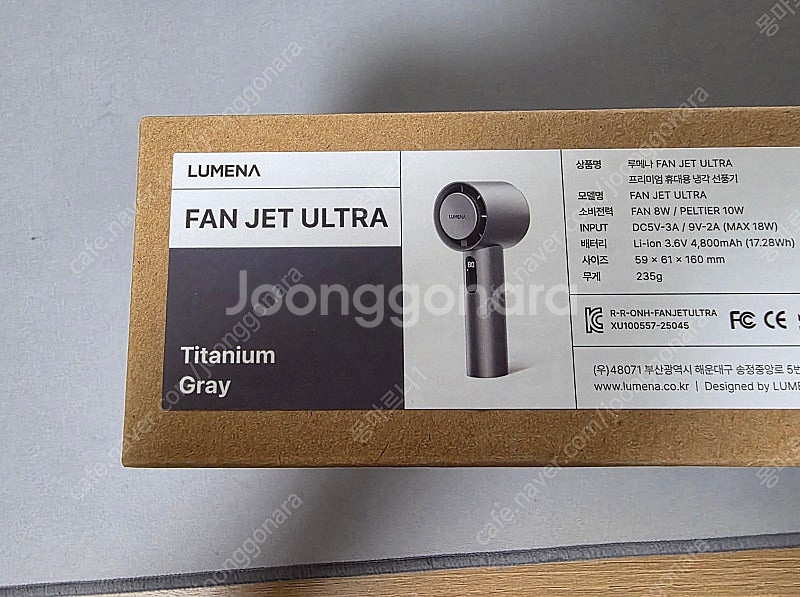 LUMENA
FAN JET ULTRA
Titanium
Gray
LUMENA
80
상품명 루메나 FAN JET ULTRA
프리미엄 휴대용 냉각 선풍기
모델명 FAN JET ULTRA
소비전력 FAN 8W / PELTIER 10W
INPUT DC5V-3A / 9V-2A (MAX 18W)
배터리 Li-ion 3.6V 4,800mAh (17.28Wh)
사이즈 59 × 61 × 160 mm
무게 235g
R-R-ONH-FANJETULTRA
XU100557-25045
FC CE
(우)48071 부산광역시 해운대구 송정중앙로 5번
www.lumena.co.kr | Designed by LUME
Joonggonara
cafe.naver.com/joonggonara